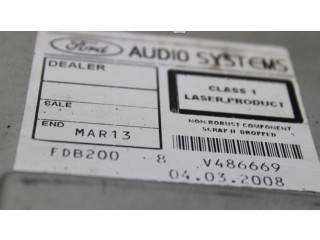 Ford AUDIO SYSTEMS
DEALER
CLASS 1
LASER PRODUCT
SALE
END MAR13
NON ROBUST COMPONENT
SCRAP IF DROPPED
FDB200 8 V486669
04.03.2008